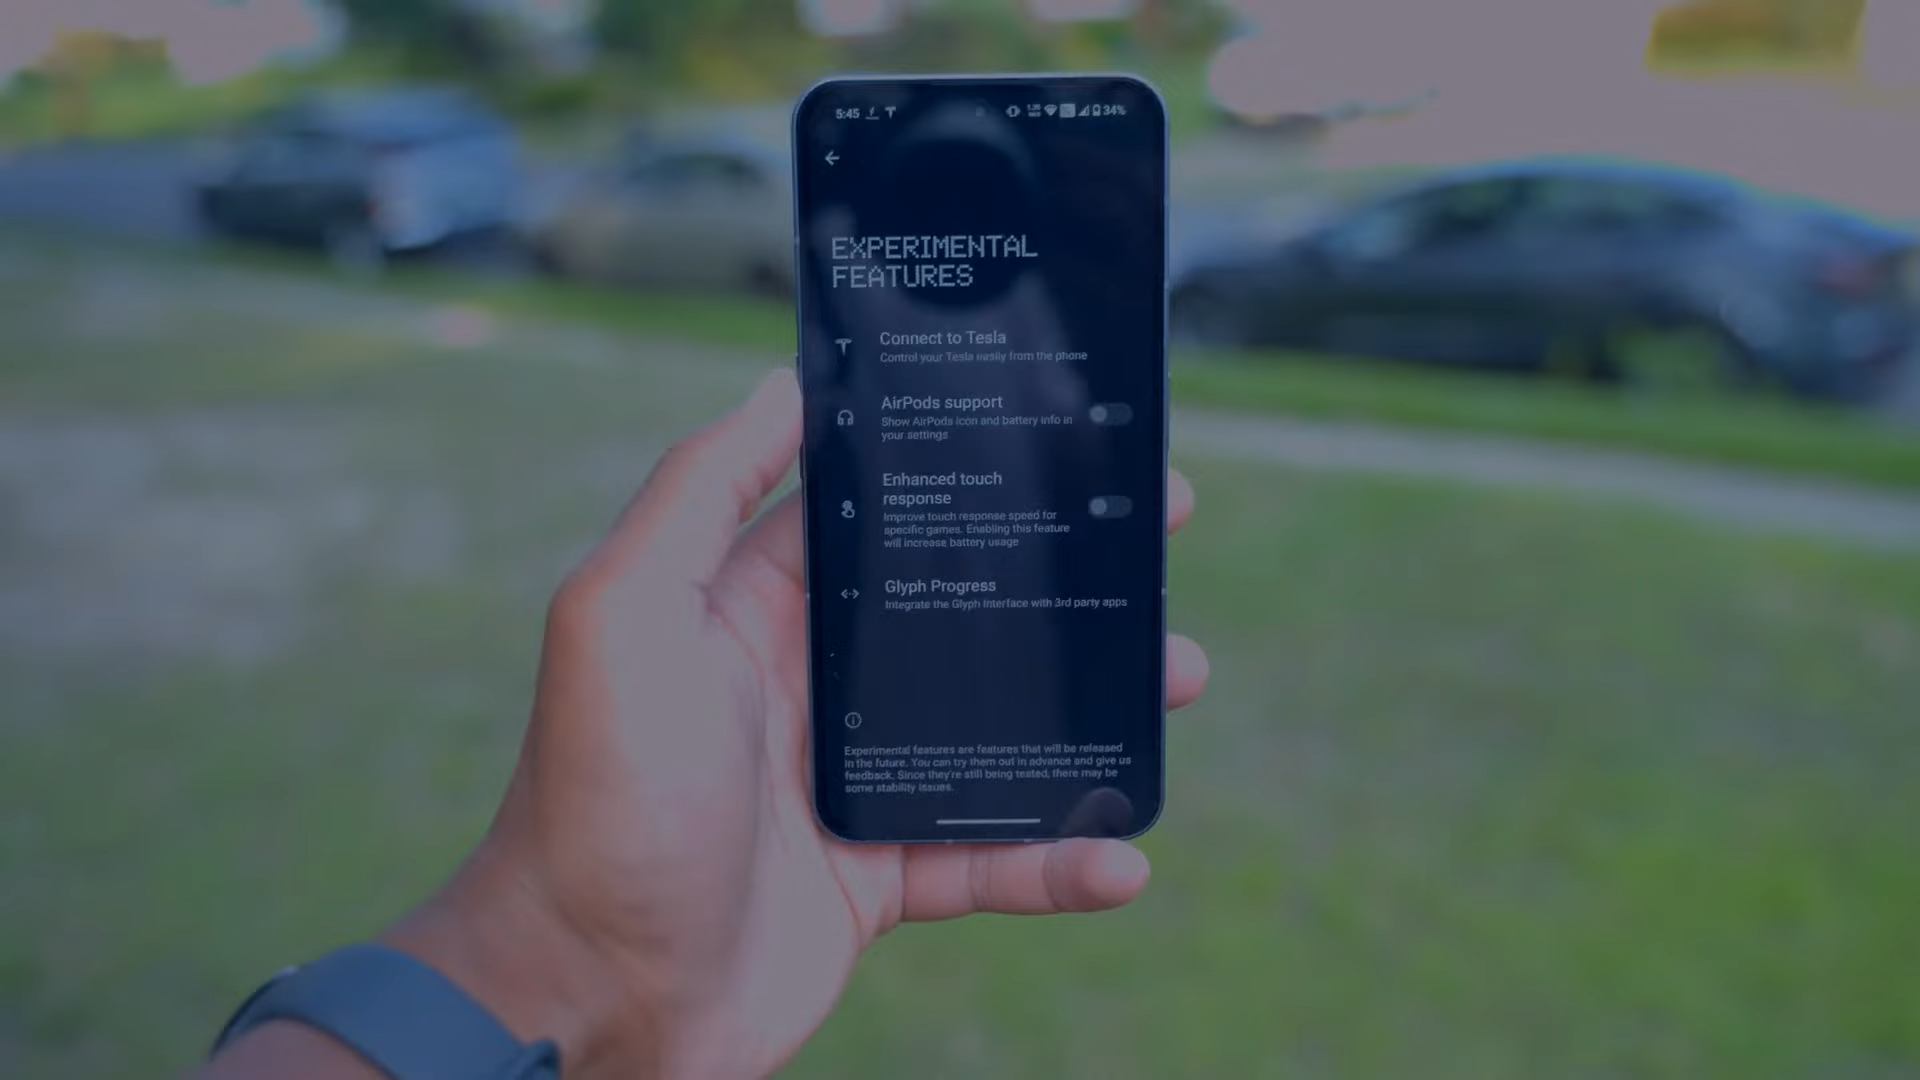 5:45
34%
EXPERIMENTAL
FEATURES
Connect to Tesla
Control your Tesla easily from the phone
AirPods support
Show AirPods icon and battery info in
your settings
Enhanced touch
response
Improve touch response speed for
specific games. Enabling this feature
will increase battery usage
Glyph Progress
Integrate the Glyph Interface with 3rd party apps
Experimental features are features that will be released
in the future. You can try them out in advance and give us
feedback. Since they're still being tested, there may be
some stability issues.